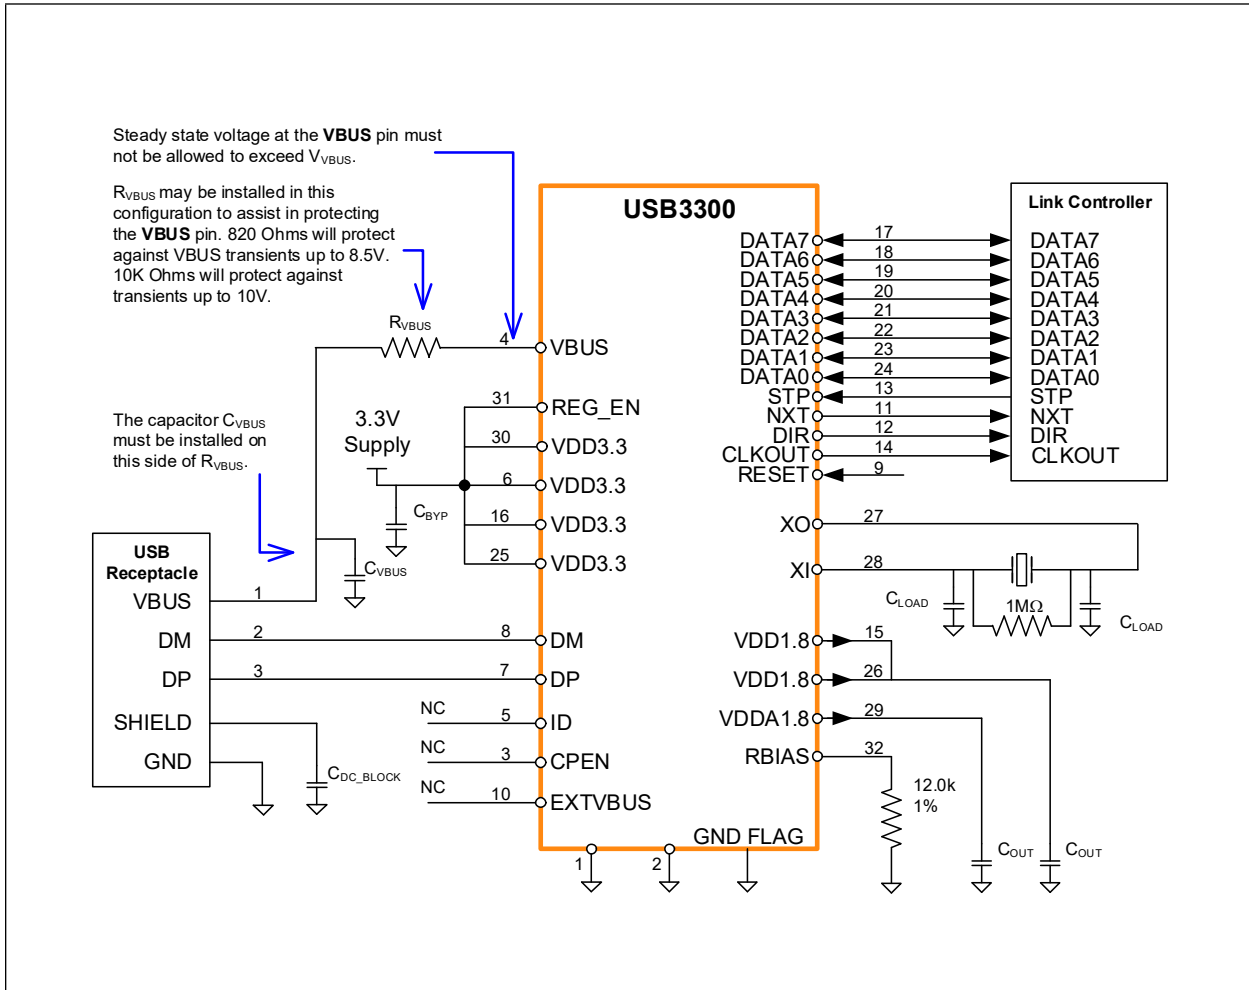 Steady state voltage at the VBUS pin must
not be allowed to exceed VVBUS.
RVBUS may be installed in this
configuration to assist in protecting
the VBUS pin. 820 Ohms will protect
against VBUS transients up to 8.5V.
10K Ohms will protect against
transients up to 10V.
RVBUS
The capacitor CVBUS
must be installed on
this side of RVBUS.
3.3V
Supply
CBYP
CVBUS
USB
Receptacle
VBUS 1
DM 2
DP 3
SHIELD
GND
CDC_BLOCK
USB3300
4 VBUS
31 REG_EN
30 VDD3.3
6 VDD3.3
16 VDD3.3
25 VDD3.3
8 DM
7 DP
NC 5 ID
NC 3 CPEN
NC 10 EXTVBUS
1
2
GND FLAG
Link Controller
DATA7 17 DATA7
DATA6 18 DATA6
DATA5 19 DATA5
DATA4 20 DATA4
DATA3 21 DATA3
DATA2 22 DATA2
DATA1 23 DATA1
DATA0 24 DATA0
STP 13 STP
NXT 11 NXT
DIR 12 DIR
CLKOUT 14 CLKOUT
RESET 9
XO 27
XI 28
CLOAD
1MΩ
CLOAD
VDD1.8 15
VDD1.8 26
VDDA1.8 29
RBIAS 32
12.0k
1%
COUT
COUT